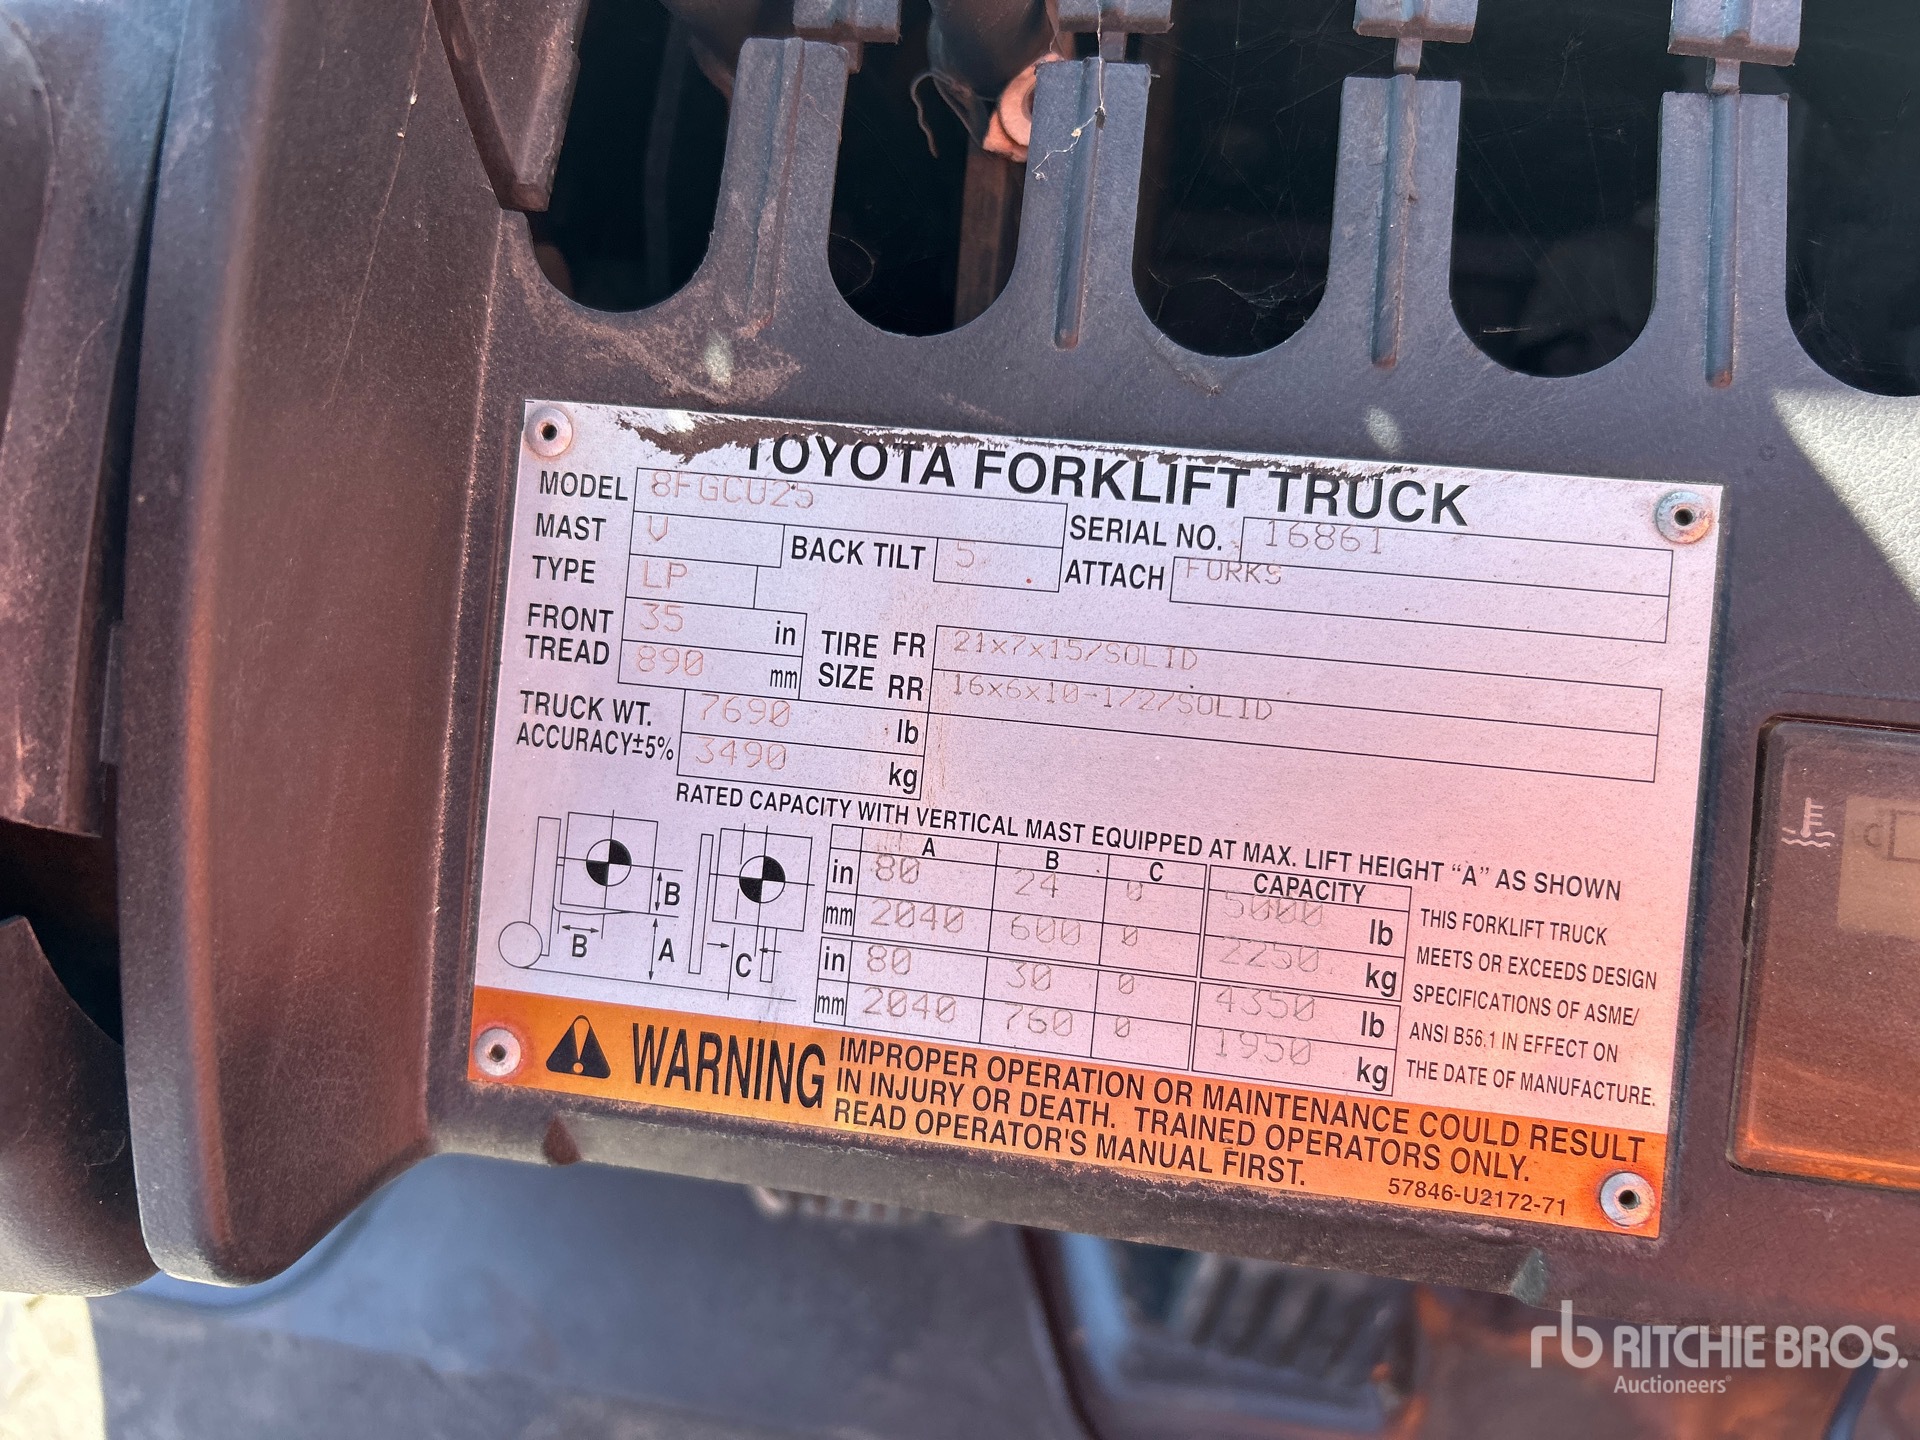 TOYOTA FORKLIFT TRUCK
MODEL 8FGCU25 SERIAL NO. 16861
MAST V BACK TILT 5 ATTACH FORKS
TYPE LP
FRONT TREAD 35 in
890 mm
TIRE SIZE FR 21x7x15/SOLID
RR 16x6x10-1/2/SOLID
TRUCK WT. 7690 lb
ACCURACY±5% 3490 kg
RATED CAPACITY WITH VERTICAL MAST EQUIPPED AT MAX. LIFT HEIGHT "A" AS SHOWN
A B C CAPACITY
in 80 24 0 5000 lb
mm 2040 600 0 2250 kg
in 80 30 0 4350 lb
mm 2040 760 0 1950 kg
B
B A C
THIS FORKLIFT TRUCK
MEETS OR EXCEEDS DESIGN
SPECIFICATIONS OF ASME/
ANSI B56.1 IN EFFECT ON
THE DATE OF MANUFACTURE.
WARNING
IMPROPER OPERATION OR MAINTENANCE COULD RESULT
IN INJURY OR DEATH. TRAINED OPERATORS ONLY.
READ OPERATOR'S MANUAL FIRST.
57846-U2172-71
C
rb RITCHIE BROS.
Auctioneers